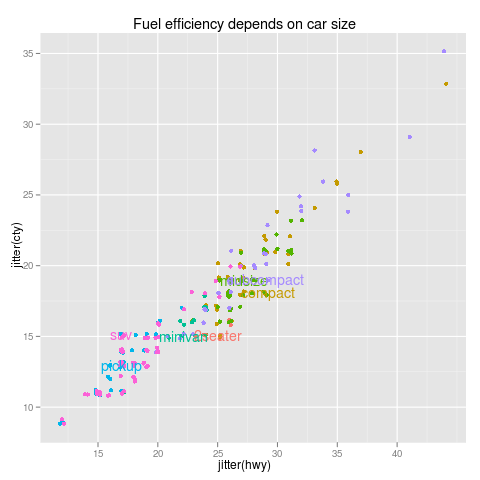 Fuel efficiency depends on car size
jitter(cty)
35
30
25
20
15
10
midsize
compact
suv
minivan
2seater
pickup
15
20
25
30
35
40
jitter(hwy)